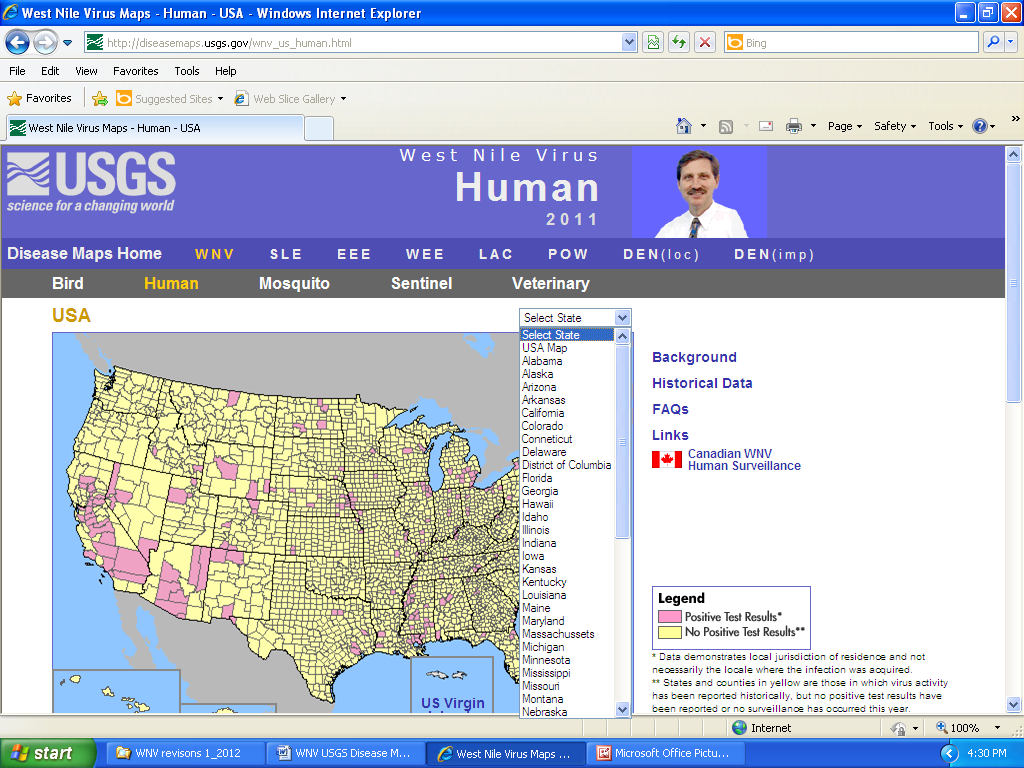 West Nile Virus Maps - Human - USA - Windows Internet Explorer
http://diseasemaps.usgs.gov/wnv_us_human.html
Bing
File Edit View Favorites Tools Help
Favorites Suggested Sites Web Slice Gallery
West Nile Virus Maps - Human - USA
Page Safety Tools
USGS
science for a changing world
West Nile Virus
Human
2011
Disease Maps Home WNV SLE EEE WEE LAC POW DEN(loc) DEN(imp)
Bird Human Mosquito Sentinel Veterinary
USA
Select State
Select State
USA Map
Alabama
Alaska
Arizona
Arkansas
California
Colorado
Connecticut
Delaware
District of Columbia
Florida
Georgia
Hawaii
Idaho
Illinois
Indiana
Iowa
Kansas
Kentucky
Louisiana
Maine
Maryland
Massachussets
Michigan
Minnesota
Mississippi
Missouri
Montana
Nebraska
US Virgin
Background
Historical Data
FAQs
Links
Canadian WNV
Human Surveillance
Legend
Positive Test Results*
No Positive Test Results**
* Data demonstrates local jurisdiction of residence and not
necessarily the locale where the infection was acquired.
** States and counties in yellow are those in which virus activity
has been reported historically, but no positive test results have
been reported or no surveillance has occurred this year.
Internet 100%
start WNV revisons 1_2012 WNV USGS Disease M... West Nile Virus Maps ... Microsoft Office Pictu... 4:30 PM